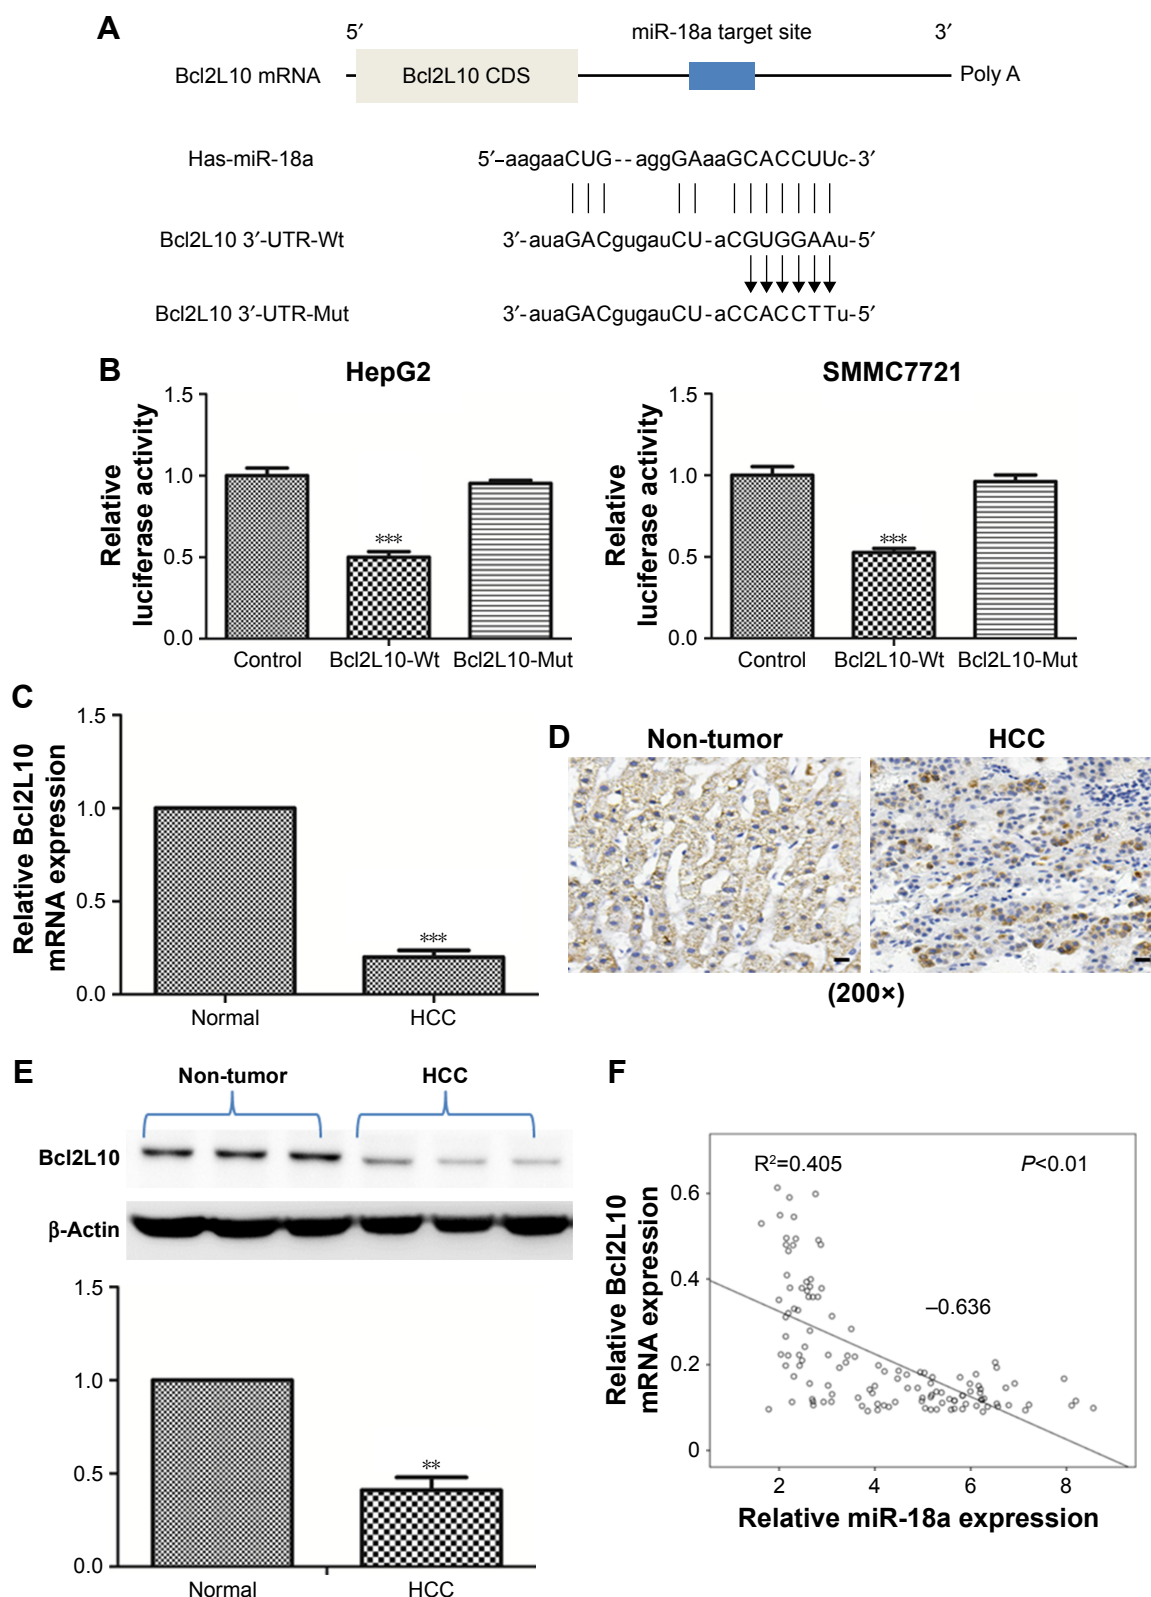 A
5′ miR-18a target site 3′
Bcl2L10 mRNA Bcl2L10 CDS Poly A
Has-miR-18a 5′–aagaaCUG--aggGAaaGCACCUUc-3′
Bcl2L10 3′-UTR-Wt 3′-auaGACgugauCU-aCGUGGAAu-5′
Bcl2L10 3′-UTR-Mut 3′-auaGACgugauCU-aCCACCTTu-5′
B
HepG2
Relative
luciferase activity
1.5
1.0
0.5
0.0
***
Control Bcl2L10-Wt Bcl2L10-Mut
SMMC7721
Relative
luciferase activity
1.5
1.0
0.5
0.0
***
Control Bcl2L10-Wt Bcl2L10-Mut
C
Relative Bcl2L10
mRNA expression
1.5
1.0
0.5
0.0
***
Normal HCC
D
Non-tumor HCC
(200×)
E
Non-tumor HCC
Bcl2L10
β-Actin
1.5
1.0
0.5
0.0
**
Normal HCC
F
Relative Bcl2L10
mRNA expression
R²=0.405 P<0.01
0.6
0.4
0.2
0
–0.636
2 4 6 8
Relative miR-18a expression